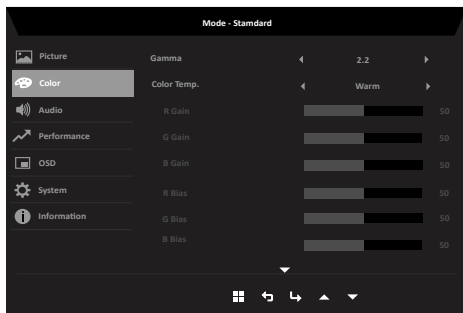 Mode - Stamdard
Picture
Gamma 2.2
Color
Color Temp. Warm
Audio
R Gain 50
Performance
G Gain 50
OSD
B Gain 50
System
R Bias 50
Information
G Bias 50
B Bias 50